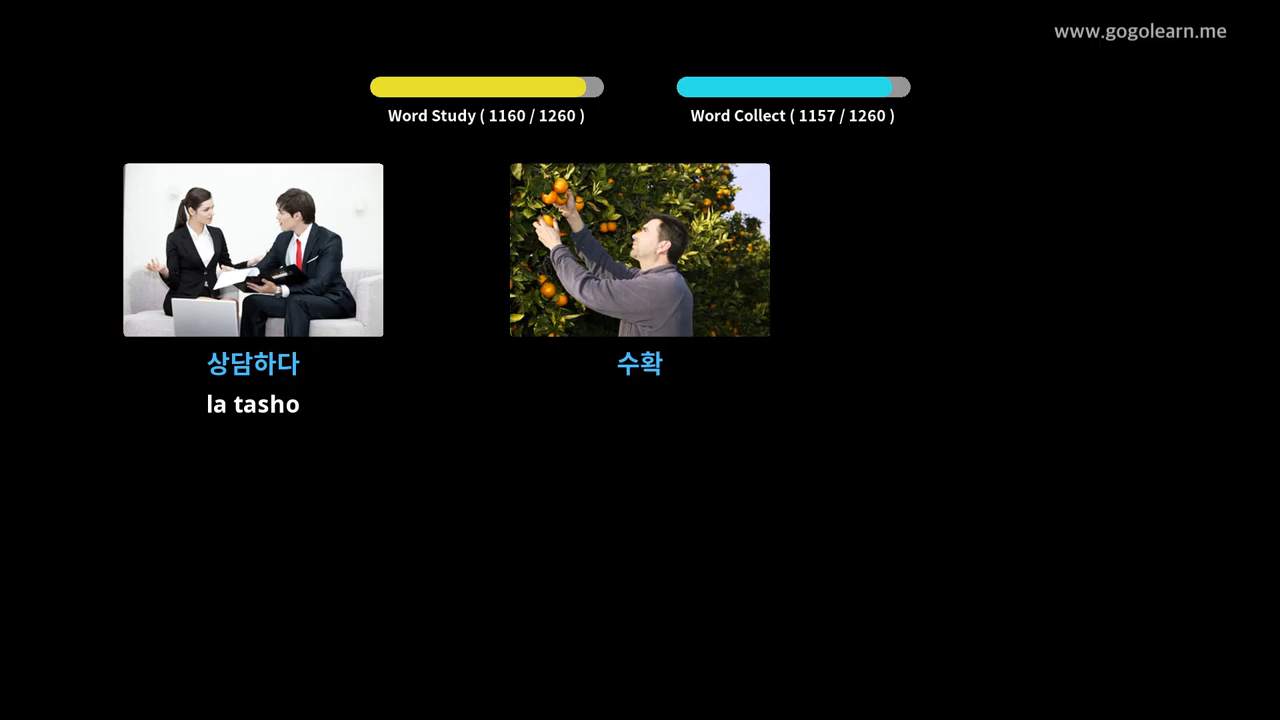 www.gogolearn.me
Word Study ( 1160 / 1260 )
Word Collect ( 1157 / 1260 )
상담하다
la tasho
수확